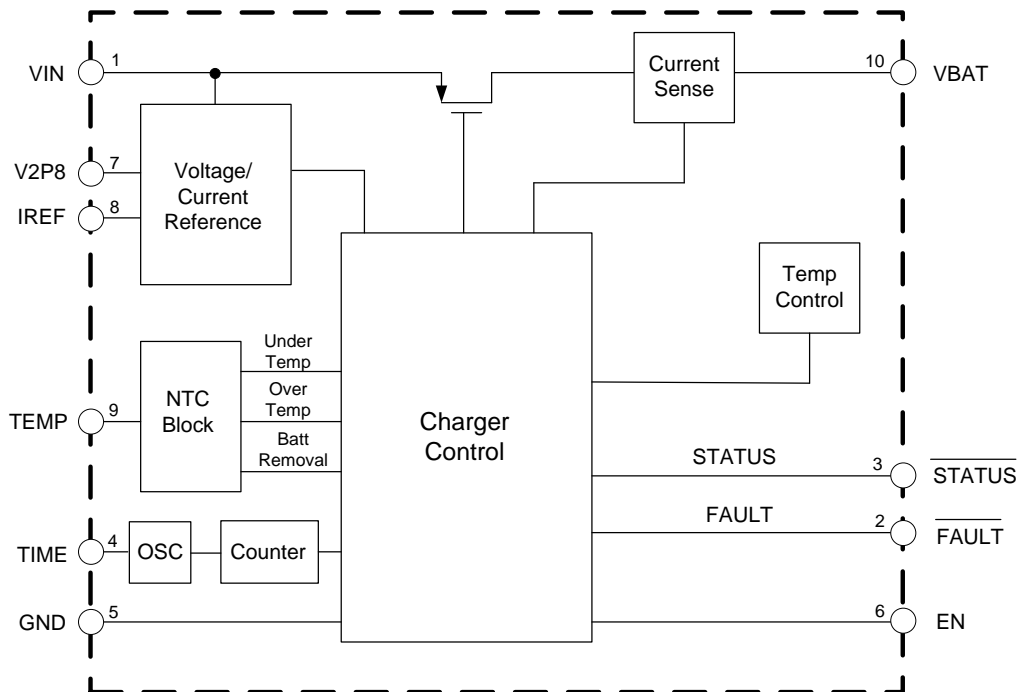 VIN
1
Current
Sense
10
VBAT
V2P8
7
Voltage/
Current
Reference
IREF
8
Temp
Control
Under
Temp
NTC
Block
Over
Temp
TEMP
9
Batt
Removal
Charger
Control
STATUS
3
STATUS
FAULT
2
FAULT
TIME
4
OSC
Counter
GND
5
6
EN